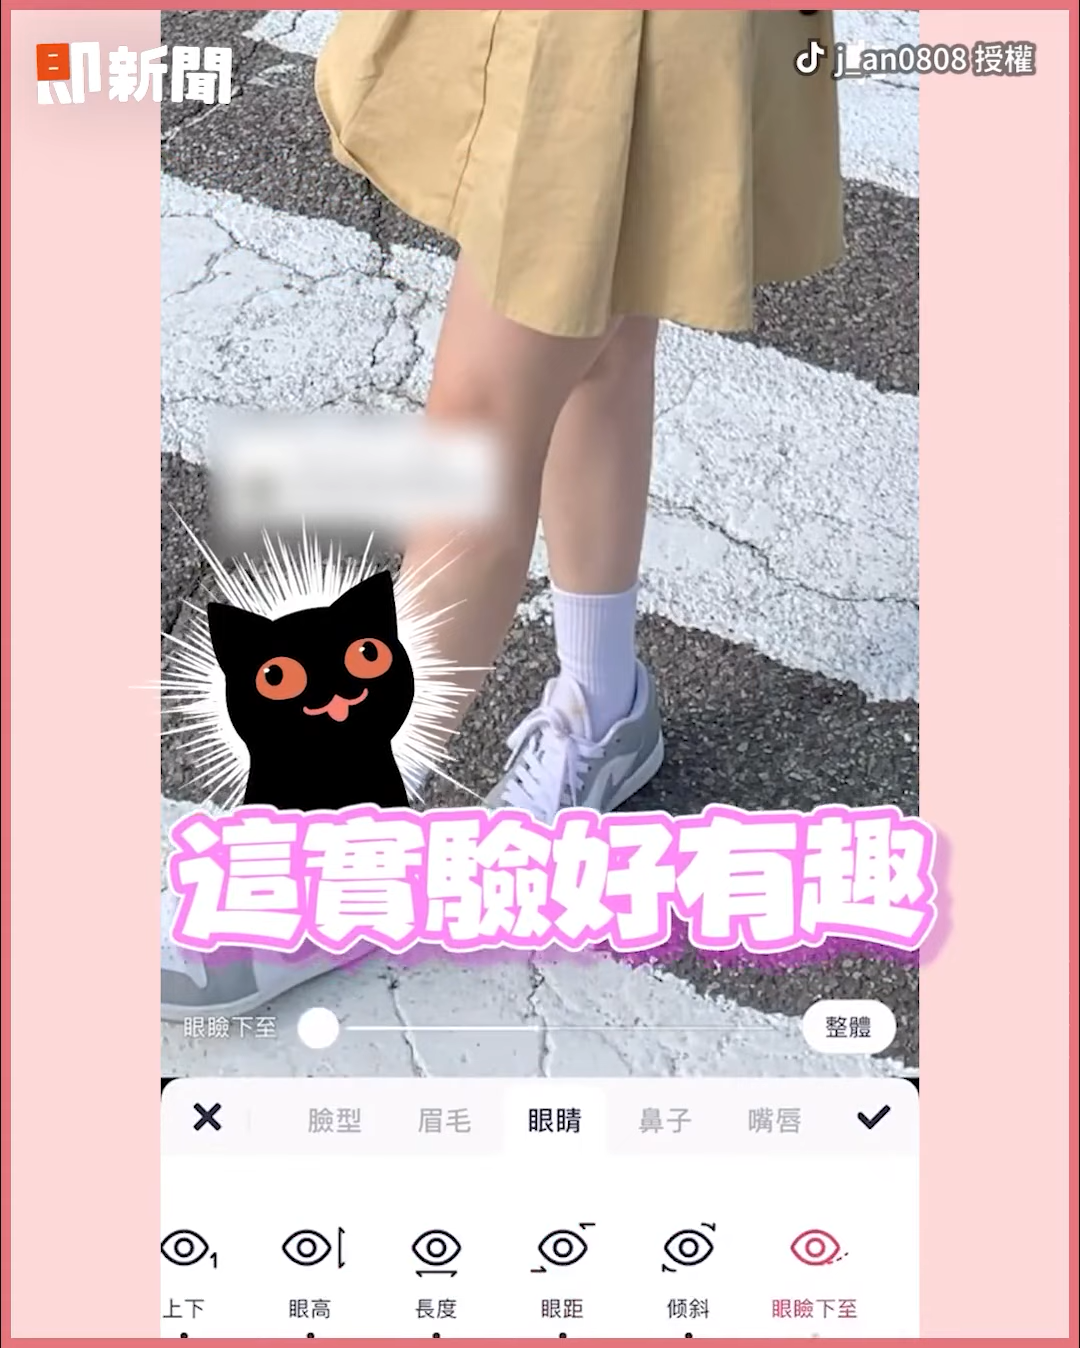 即新聞
j_an0808 授權
這實驗好有趣
眼瞼下至
整體
臉型
眉毛
眼睛
鼻子
嘴唇
上下
眼高
長度
眼距
倾斜
眼瞼下至